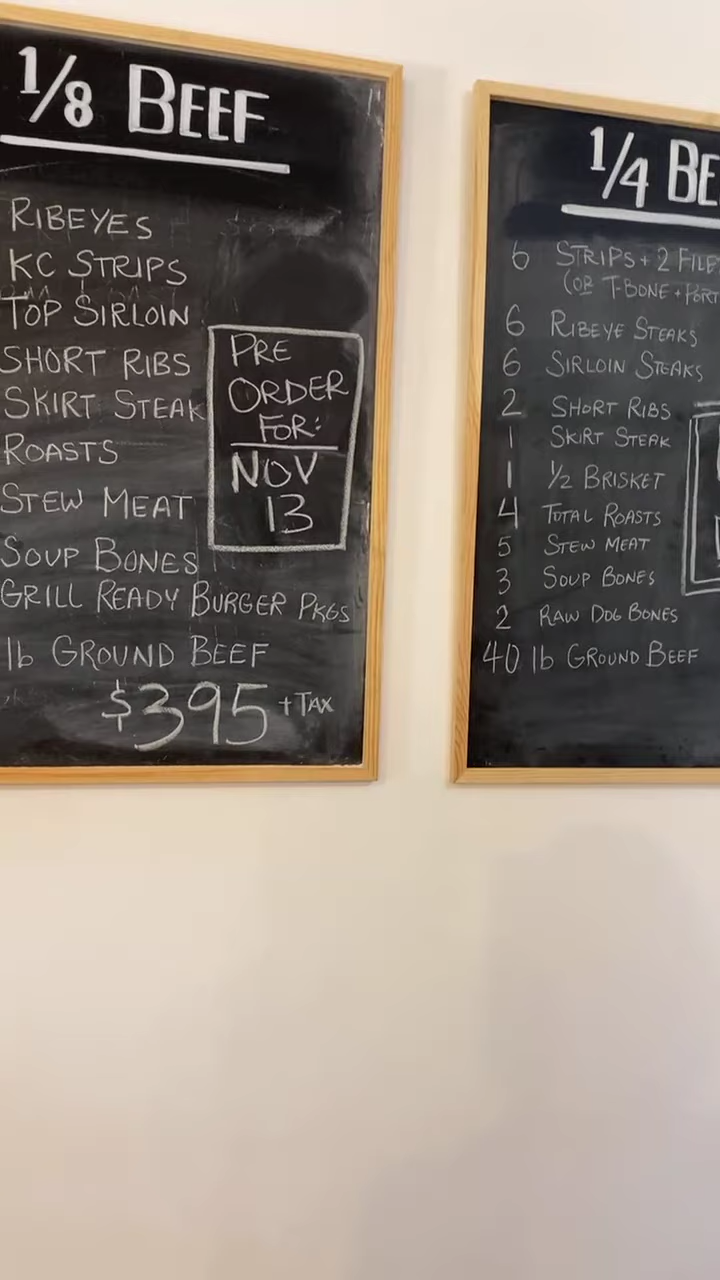 1/8 BEEF
RIBEYES
KC STRIPS
TOP SIRLOIN
SHORT RIBS
SKIRT STEAK
ROASTS
STEW MEAT
SOUP BONES
GRILL READY BURGER PKGS
lb GROUND BEEF
$395 + TAX
PRE
ORDER
FOR:
NOV
13
1/4 BE
6 STRIPS + 2 FILE
(OR T-BONE + PORT
6 RIBEYE STEAKS
6 SIRLOIN STEAKS
2 SHORT RIBS
1 SKIRT STEAK
1 1/2 BRISKET
4 TOTAL ROASTS
5 STEW MEAT
3 SOUP BONES
2 RAW DOG BONES
40 lb GROUND BEEF